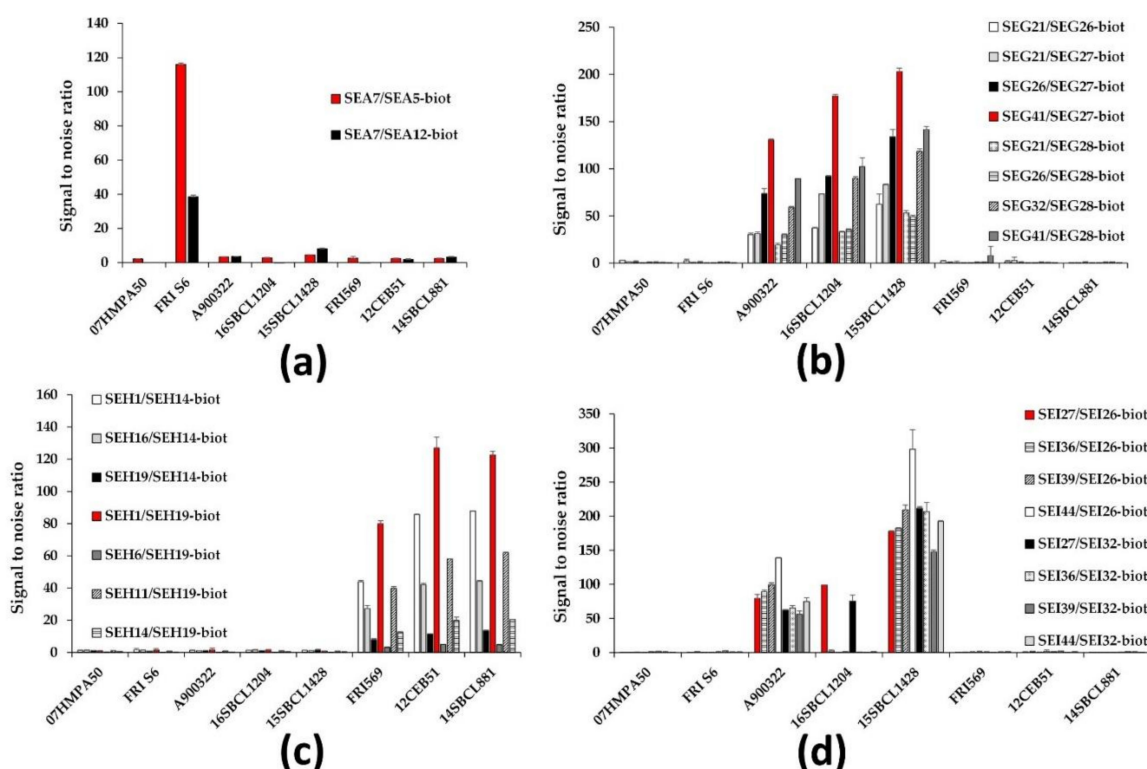 140
120
100
80
60
40
20
0
Signal to noise ratio
SEA7/SEA5-biot
SEA7/SEA12-biot
07HMPA50
FRI S6
A900322
16SBCL1204
15SBCL1428
FRI569
12CEB51
14SBCL881
(a)
250
200
150
100
50
0
Signal to noise ratio
SEG21/SEG26-biot
SEG21/SEG27-biot
SEG26/SEG27-biot
SEG41/SEG27-biot
SEG21/SEG28-biot
SEG26/SEG28-biot
SEG32/SEG28-biot
SEG41/SEG28-biot
07HMPA50
FRI S6
A900322
16SBCL1204
15SBCL1428
FRI569
12CEB51
14SBCL881
(b)
160
140
120
100
80
60
40
20
0
Signal to noise ratio
SEH1/SEH14-biot
SEH16/SEH14-biot
SEH19/SEH14-biot
SEH1/SEH19-biot
SEH6/SEH19-biot
SEH11/SEH19-biot
SEH14/SEH19-biot
07HMPA50
FRI S6
A900322
16SBCL1204
15SBCL1428
FRI569
12CEB51
14SBCL881
(c)
350
300
250
200
150
100
50
0
Signal to noise ratio
SEI27/SEI26-biot
SEI36/SEI26-biot
SEI39/SEI26-biot
SEI44/SEI26-biot
SEI27/SEI32-biot
SEI36/SEI32-biot
SEI39/SEI32-biot
SEI44/SEI32-biot
07HMPA50
FRI S6
A900322
16SBCL1204
15SBCL1428
FRI569
12CEB51
14SBCL881
(d)